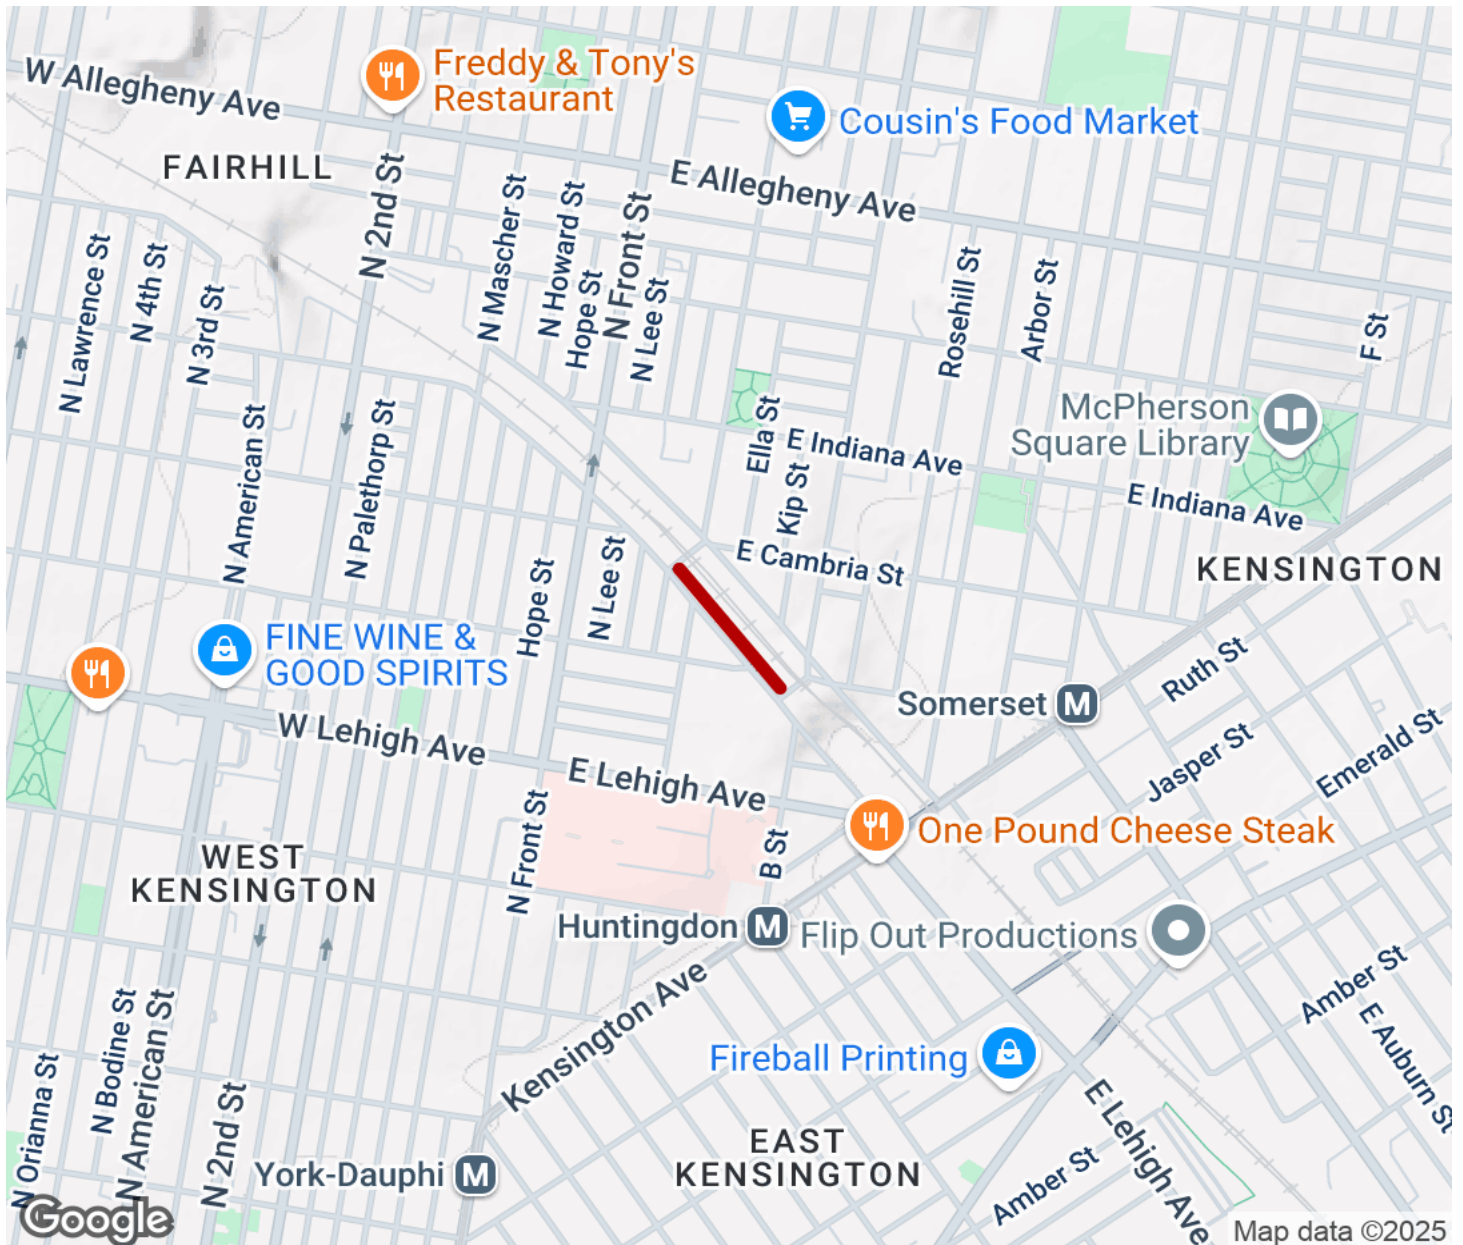 W Allegheny Ave
Freddy & Tony's
Restaurant
Cousin's Food Market
FAIRHILL
E Allegheny Ave
N 2nd St
N Mascher St
N Howard St
Hope St
N Front St
N Lee St
N Lawrence St
N 4th St
N 3rd St
Rosehill St
Arbor St
F St
McPherson
Square Library
Ella St
E Indiana Ave
Kip St
E Indiana Ave
N American St
N Palethorp St
E Cambria St
KENSINGTON
Hope St
N Lee St
FINE WINE &
GOOD SPIRITS
Ruth St
Somerset
M
W Lehigh Ave
E Lehigh Ave
Jasper St
Emerald St
One Pound Cheese Steak
WEST
KENSINGTON
N Front St
B St
Huntingdon
M
Flip Out Productions
Kensington Ave
Amber St
E Auburn St
N Bodine St
N American St
N Orianna St
N 2nd St
Fireball Printing
E Lehigh Ave
EAST
KENSINGTON
York-Dauphi
M
Amber St
Google
Map data ©2025